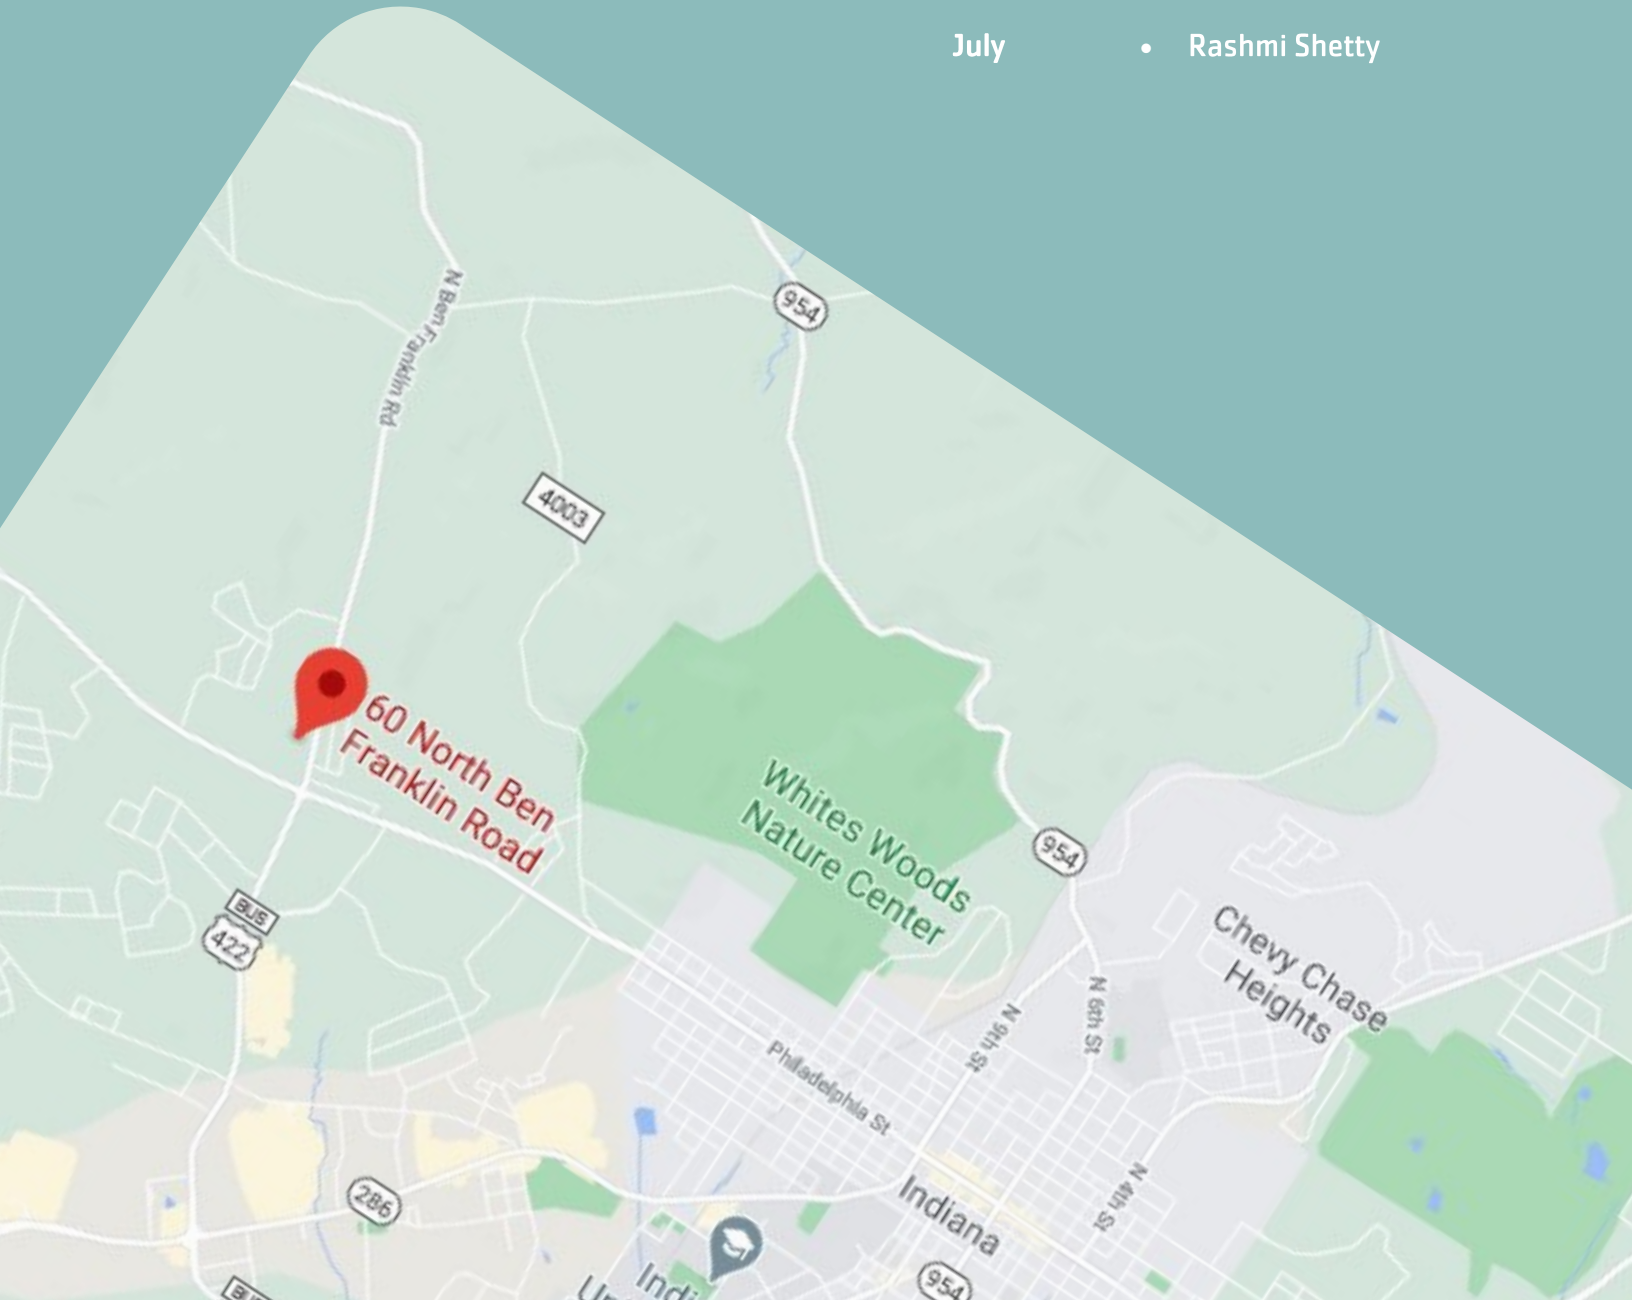 July
• Rashmi Shetty
954
N Ben Franklin Rd
4003
60 North Ben
Franklin Road
Whites Woods
Nature Center
954
BUS
422
Chevy Chase
Heights
N 9th St
N 6th St
Philadelphia St
N 4th St
286
Indiana
954